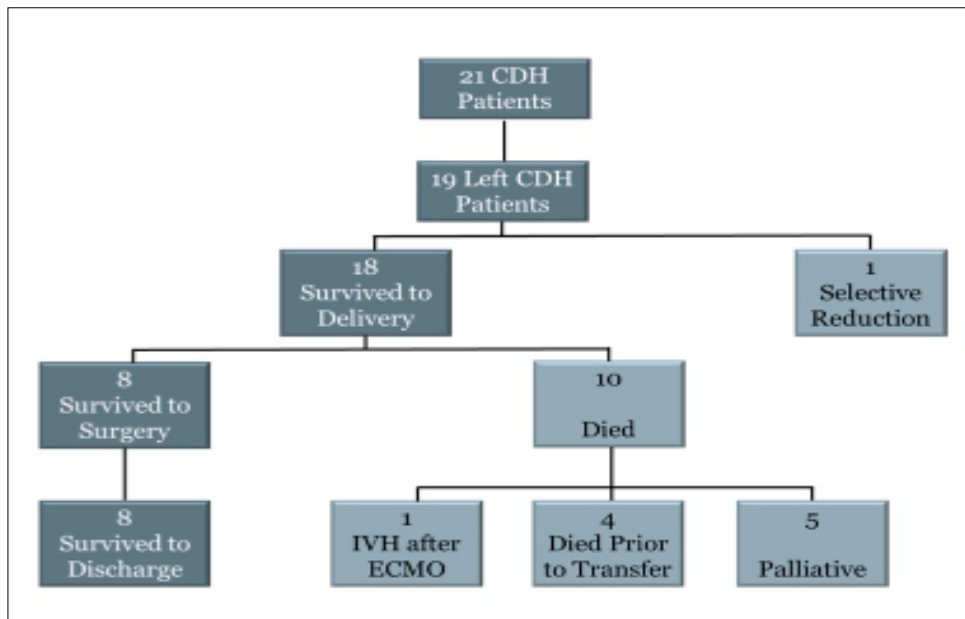 21 CDH
Patients
19 Left CDH
Patients
18
Survived to
Delivery
1
Selective
Reduction
8
Survived to
Surgery
10
Died
8
Survived to
Discharge
1
IVH after
ECMO
4
Died Prior
to Transfer
5
Palliative